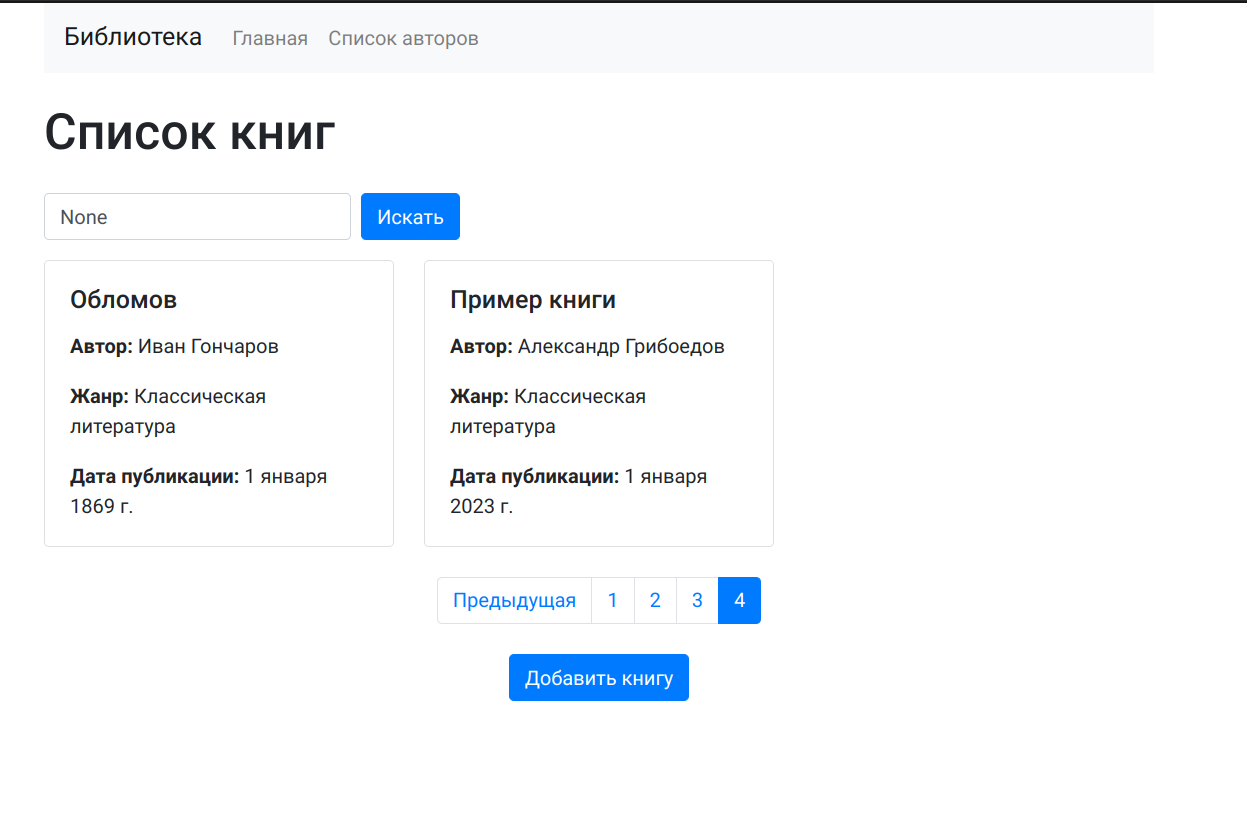 Библиотека Главная Список авторов
Список книг
None Искать
Обломов
Автор: Иван Гончаров
Жанр: Классическая
литература
Дата публикации: 1 января
1869 г.
Пример книги
Автор: Александр Грибоедов
Жанр: Классическая
литература
Дата публикации: 1 января
2023 г.
Предыдущая 1 2 3 4
Добавить книгу